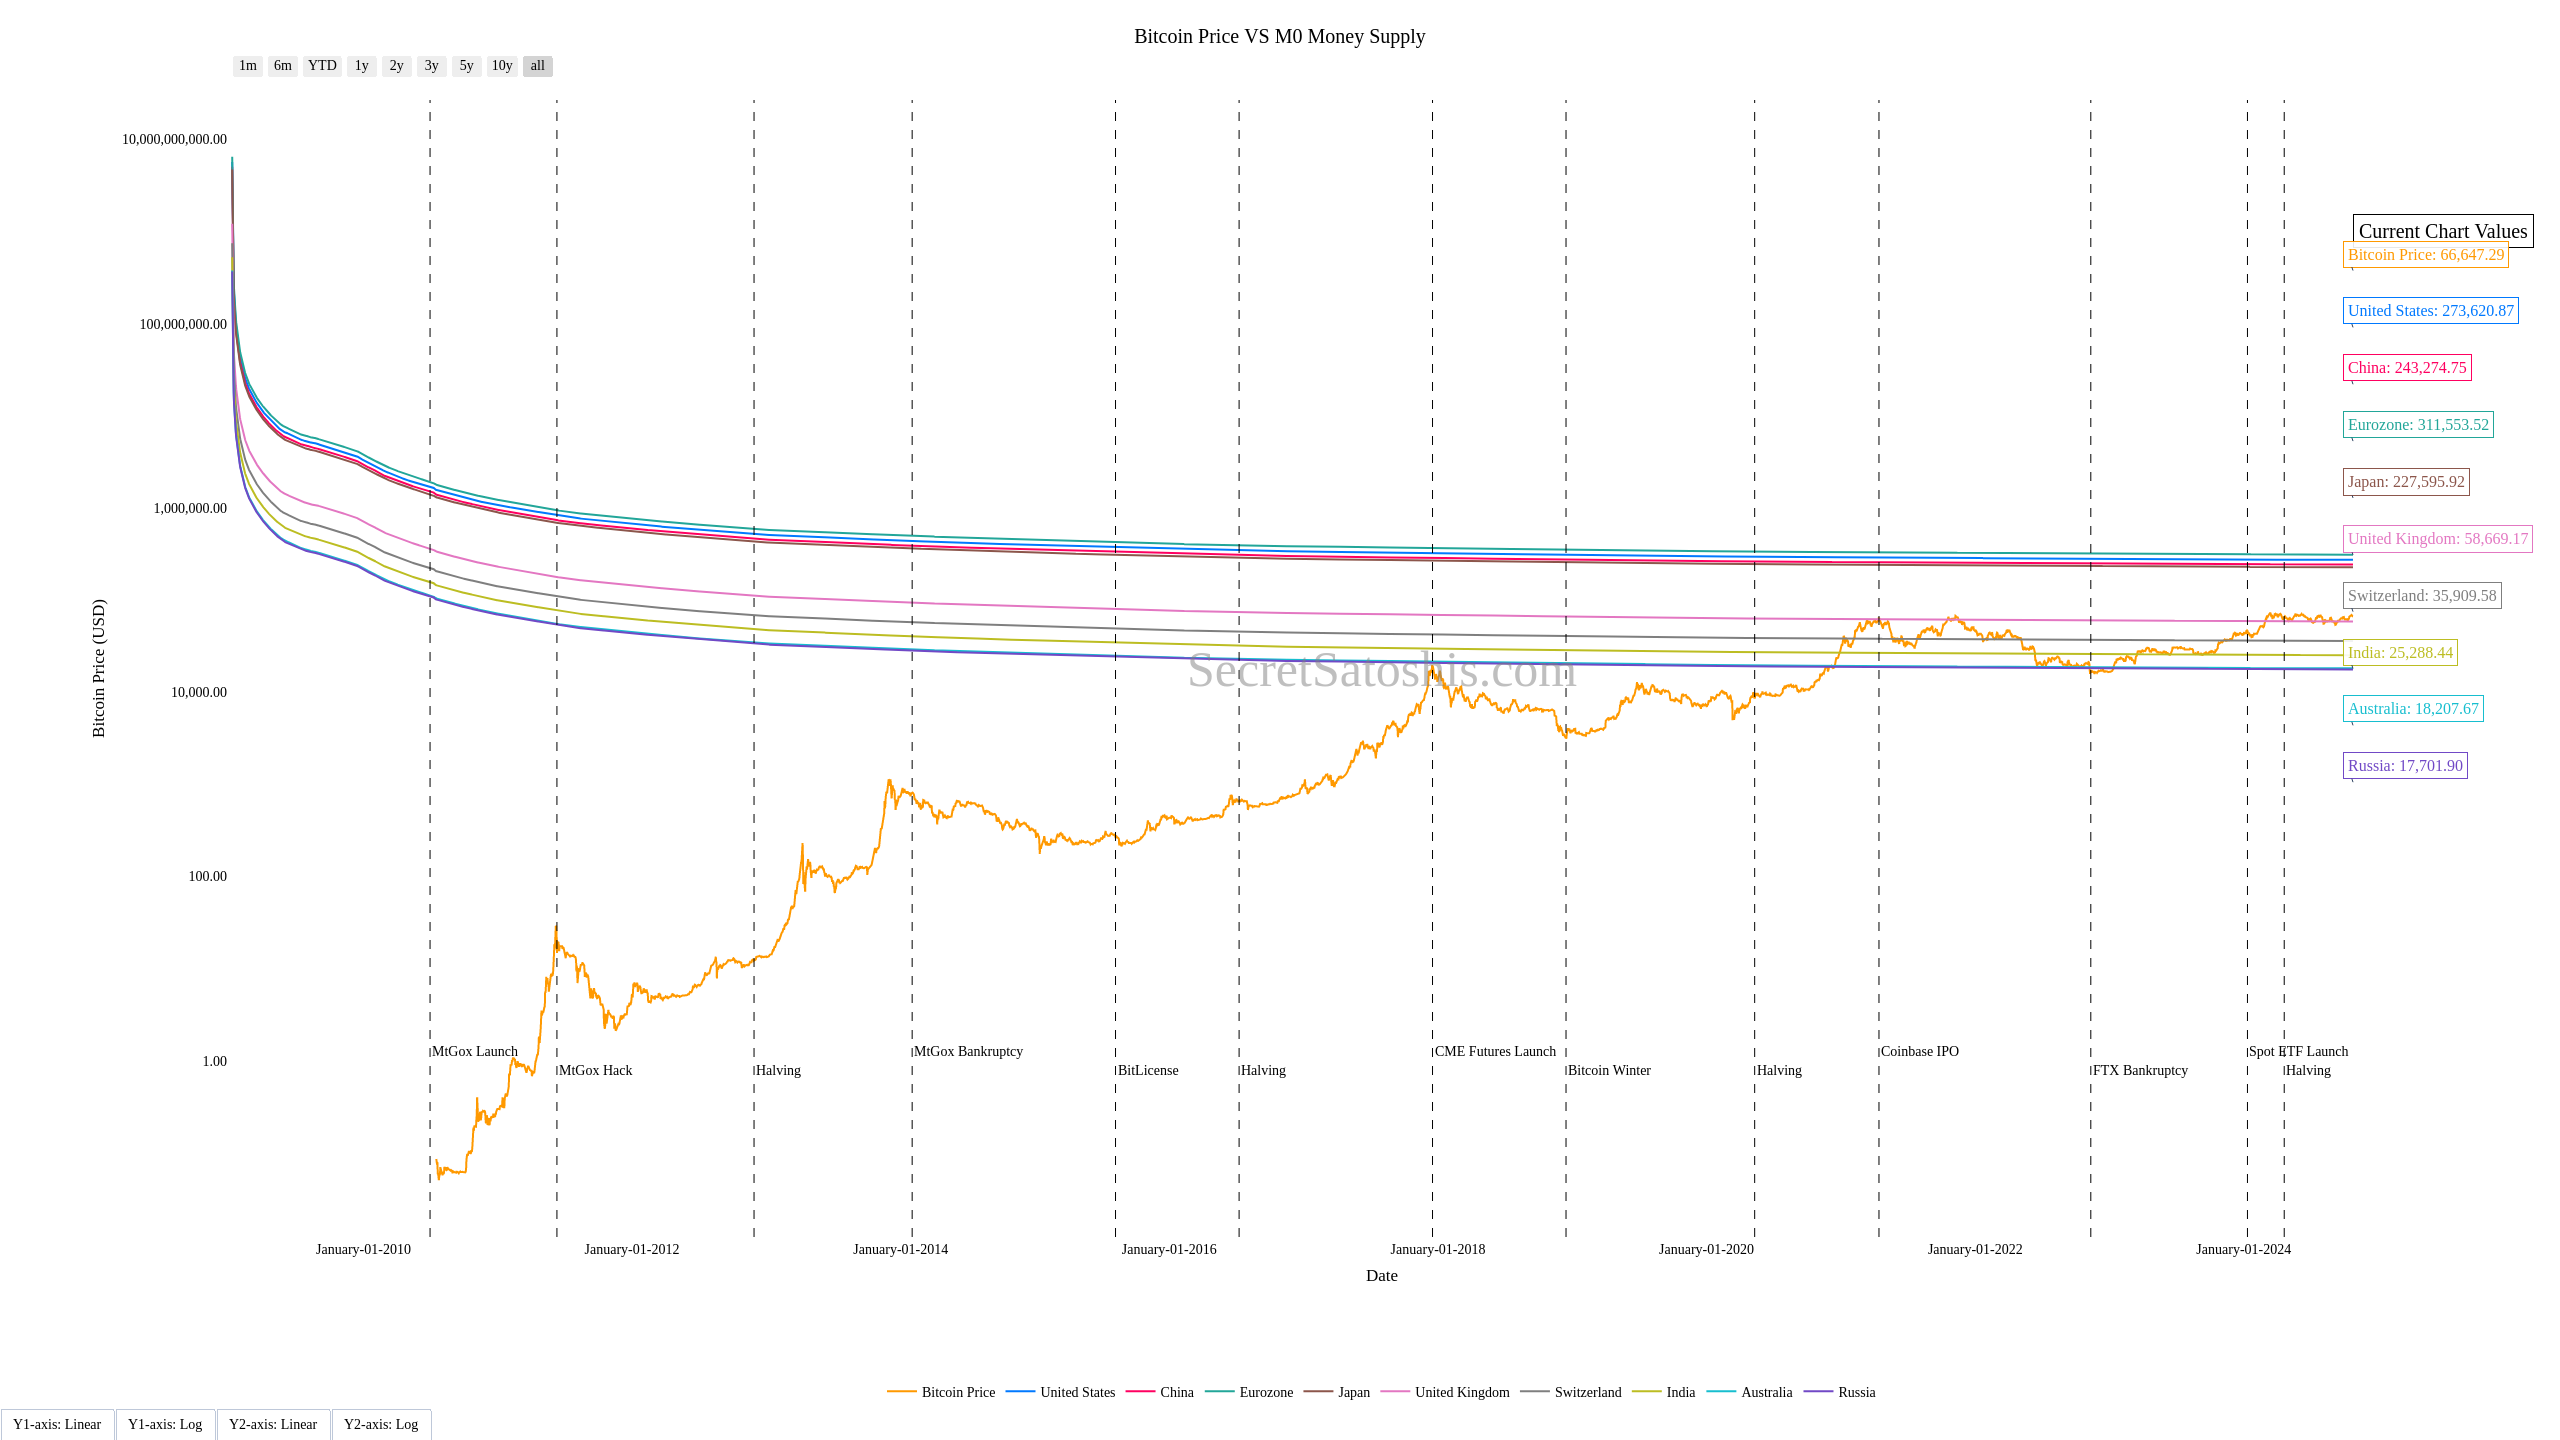 Bitcoin Price VS M0 Money Supply
1m 6m YTD 1y 2y 3y 5y 10y all
10,000,000,000.00
100,000,000.00
1,000,000.00
10,000.00
100.00
1.00
Bitcoin Price (USD)
Current Chart Values
Bitcoin Price: 66,647.29
United States: 273,620.87
China: 243,274.75
Eurozone: 311,553.52
Japan: 227,595.92
United Kingdom: 58,669.17
Switzerland: 35,909.58
India: 25,288.44
Australia: 18,207.67
Russia: 17,701.90
SecretSatoshis.com
MtGox Launch
MtGox Hack
Halving
MtGox Bankruptcy
BitLicense
Halving
CME Futures Launch
Bitcoin Winter
Halving
Coinbase IPO
FTX Bankruptcy
Spot ETF Launch
Halving
January-01-2010 January-01-2012 January-01-2014 January-01-2016 January-01-2018 January-01-2020 January-01-2022 January-01-2024
Date
Bitcoin Price United States China Eurozone Japan United Kingdom Switzerland India Australia Russia
Y1-axis: Linear Y1-axis: Log Y2-axis: Linear Y2-axis: Log